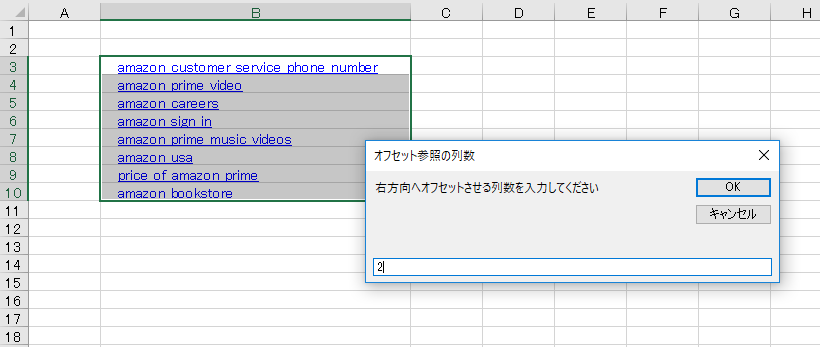 A B C D E F G H
1
2
3 amazon customer service phone number
4 amazon prime video
5 amazon careers
6 amazon sign in
7 amazon prime music videos
8 amazon usa
9 price of amazon prime
10 amazon bookstore
オフセット参照の列数
右方向へオフセットさせる列数を入力してください
OK
キャンセル
2
11
12
13
14
15
16
17
18